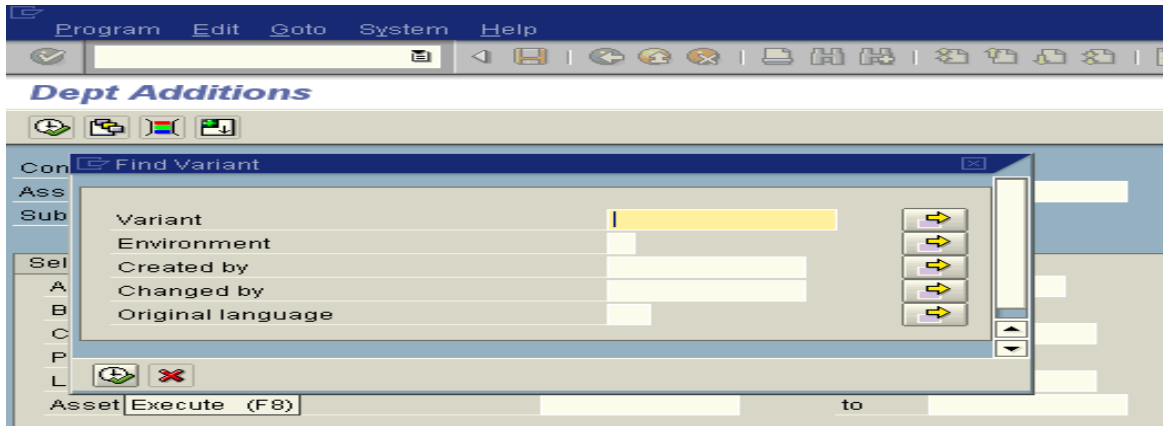 Program Edit Goto System Help
Dept Additions
Find Variant
Con
Ass
Sub
Variant
Environment
Sel
Created by
A
Changed by
B
Original language
C
P
L
Asset Execute (F8) to